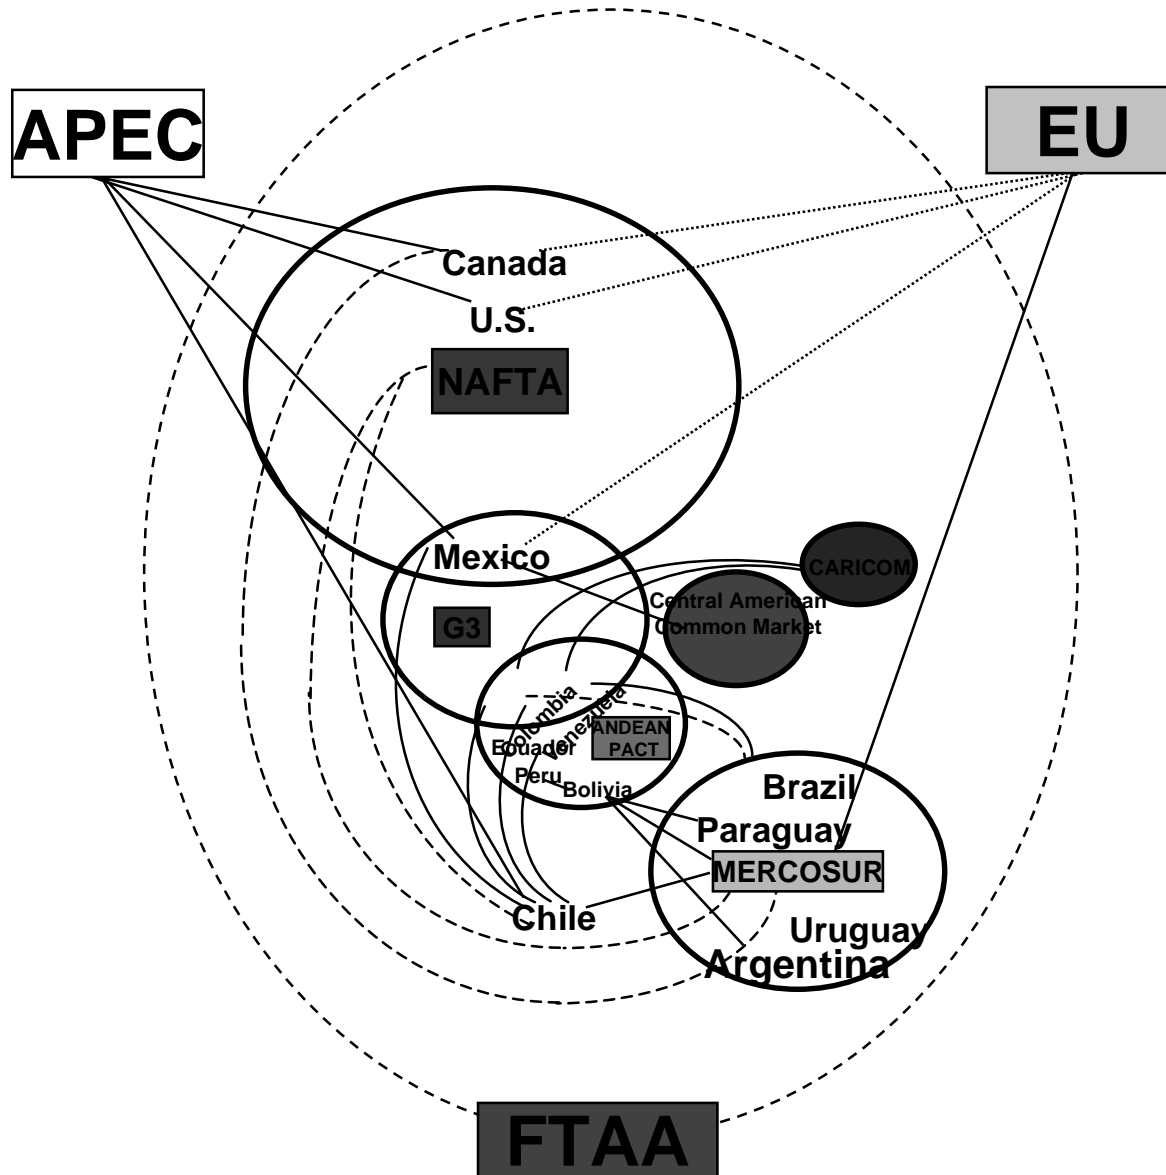 APEC
EU
Canada
U.S.
NAFTA
Mexico
CARICOM
Central American
Common Market
G3
Colombia
Venezuela
ANDEAN
PACT
Ecuador
Peru
Bolivia
Brazil
Paraguay
MERCOSUR
Chile
Uruguay
Argentina
FTAA